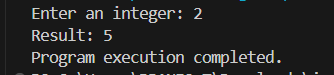 Enter an integer: 2
Result: 5
Program execution completed.